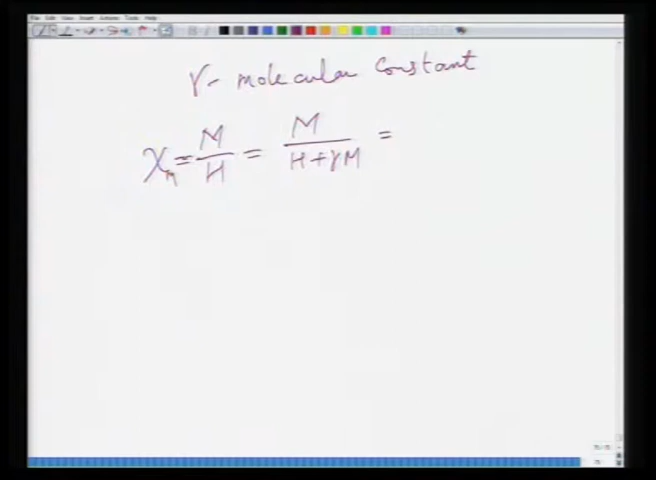 γ - molecular constant
χₘ = M/H = M/(H+γM) =